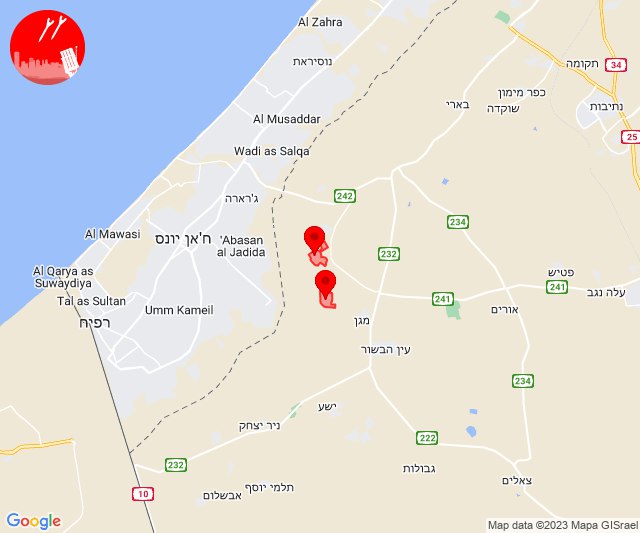 Al Zahra
נוסיראת
תקומה
34
כפר מימון
שוקדה
נתיבות
בארי
Al Musaddar
25
Wadi as Salqa
242
ג'רארה
234
Al Mawasi
ח'אן יונס
'Abasan
al Jadida
232
Al Qarya as
Suwaydiya
פטיש
241
עלה נגב
Tal as Sultan
241
אורים
Umm Kameil
רפיח
מגן
עין הבשור
234
ישע
ניר יצחק
222
232
גבולות
צאלים
תלמי יוסף
אבשלום
10
Google
Map data ©2023 Mapa GISrael